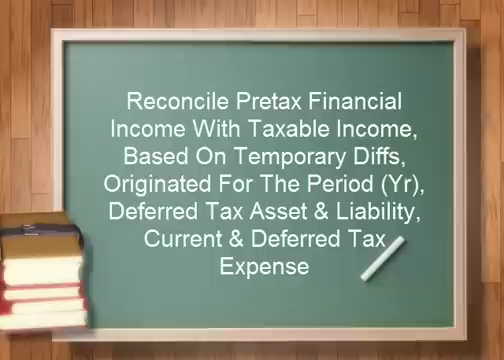 Reconcile Pretax Financial
Income With Taxable Income,
Based On Temporary Diffs,
Originated For The Period (Yr),
Deferred Tax Asset & Liability,
Current & Deferred Tax
Expense